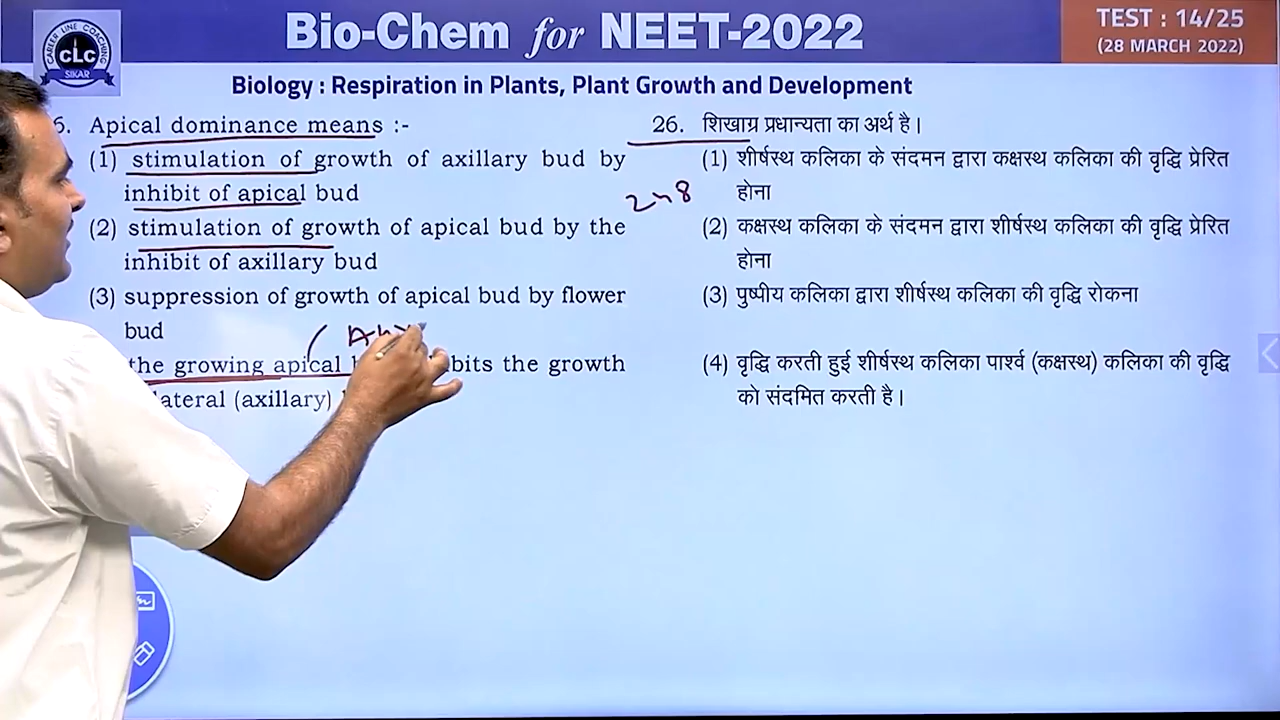 Bio-Chem for NEET-2022
TEST : 14/25
(28 MARCH 2022)
CAREER LINE COACHING
CLC
SIKAR
Biology : Respiration in Plants, Plant Growth and Development
6. Apical dominance means :-
(1) stimulation of growth of axillary bud by
inhibit of apical bud
(2) stimulation of growth of apical bud by the
inhibit of axillary bud
(3) suppression of growth of apical bud by flower
bud
the growing apical bits the growth
lateral (axillary)
26. शिखाग्र प्रधान्यता का अर्थ है।
(1) शीर्षस्थ कलिका के संदमन द्वारा कक्षस्थ कलिका की वृद्धि प्रेरित
होना
(2) कक्षस्थ कलिका के संदमन द्वारा शीर्षस्थ कलिका की वृद्धि प्रेरित
होना
(3) पुष्पीय कलिका द्वारा शीर्षस्थ कलिका की वृद्धि रोकना
(4) वृद्धि करती हुई शीर्षस्थ कलिका पार्श्व (कक्षस्थ) कलिका की वृद्धि
को संदमित करती है।